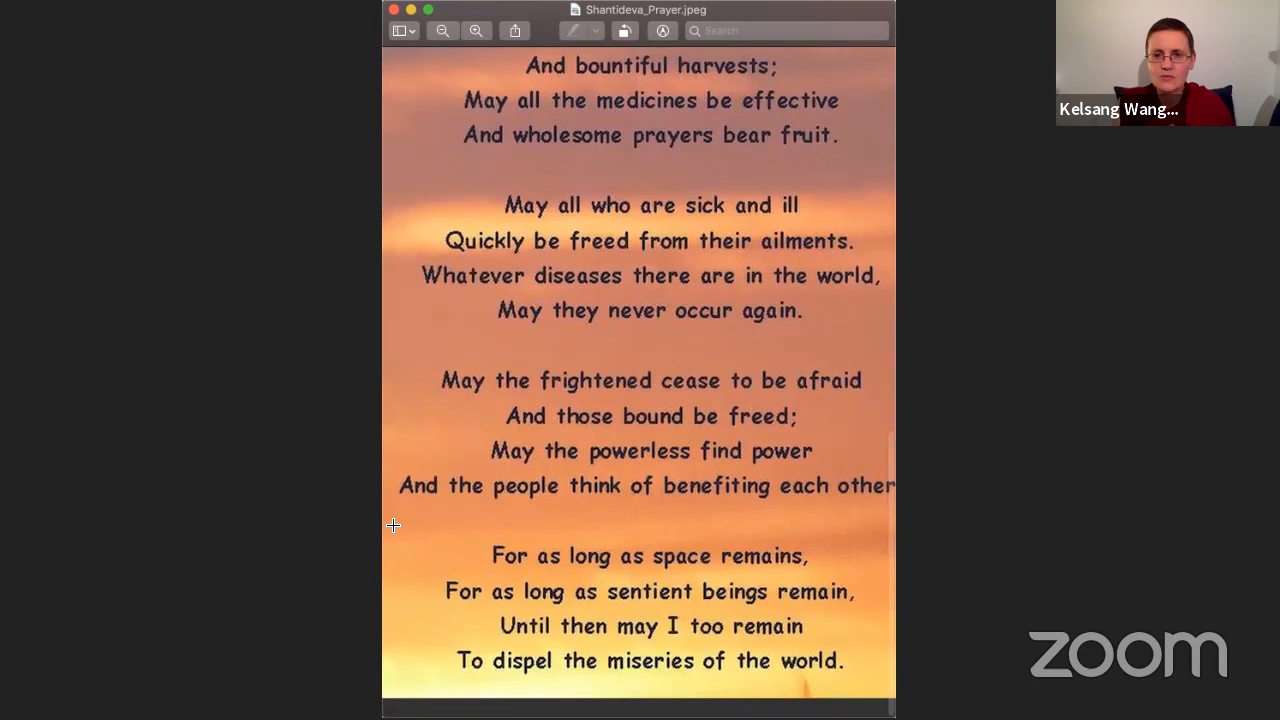 Shantideva_Prayer.jpeg
Search
And bountiful harvests;
May all the medicines be effective
And wholesome prayers bear fruit.
May all who are sick and ill
Quickly be freed from their ailments.
Whatever diseases there are in the world,
May they never occur again.
May the frightened cease to be afraid
And those bound be freed;
May the powerless find power
And the people think of benefiting each other
For as long as space remains,
For as long as sentient beings remain,
Until then may I too remain
To dispel the miseries of the world.
Kelsang Wang...
zoom